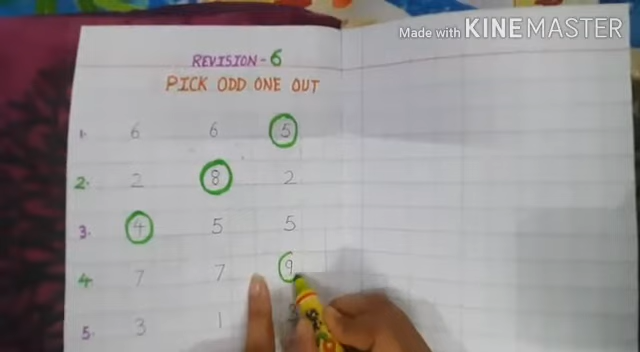 Made with KINEMASTER
REVISION - 6
PICK ODD ONE OUT
1. 6 6 5
2. 2 8 2
3. 4 5 5
4. 7 7 9
5. 3 1 3